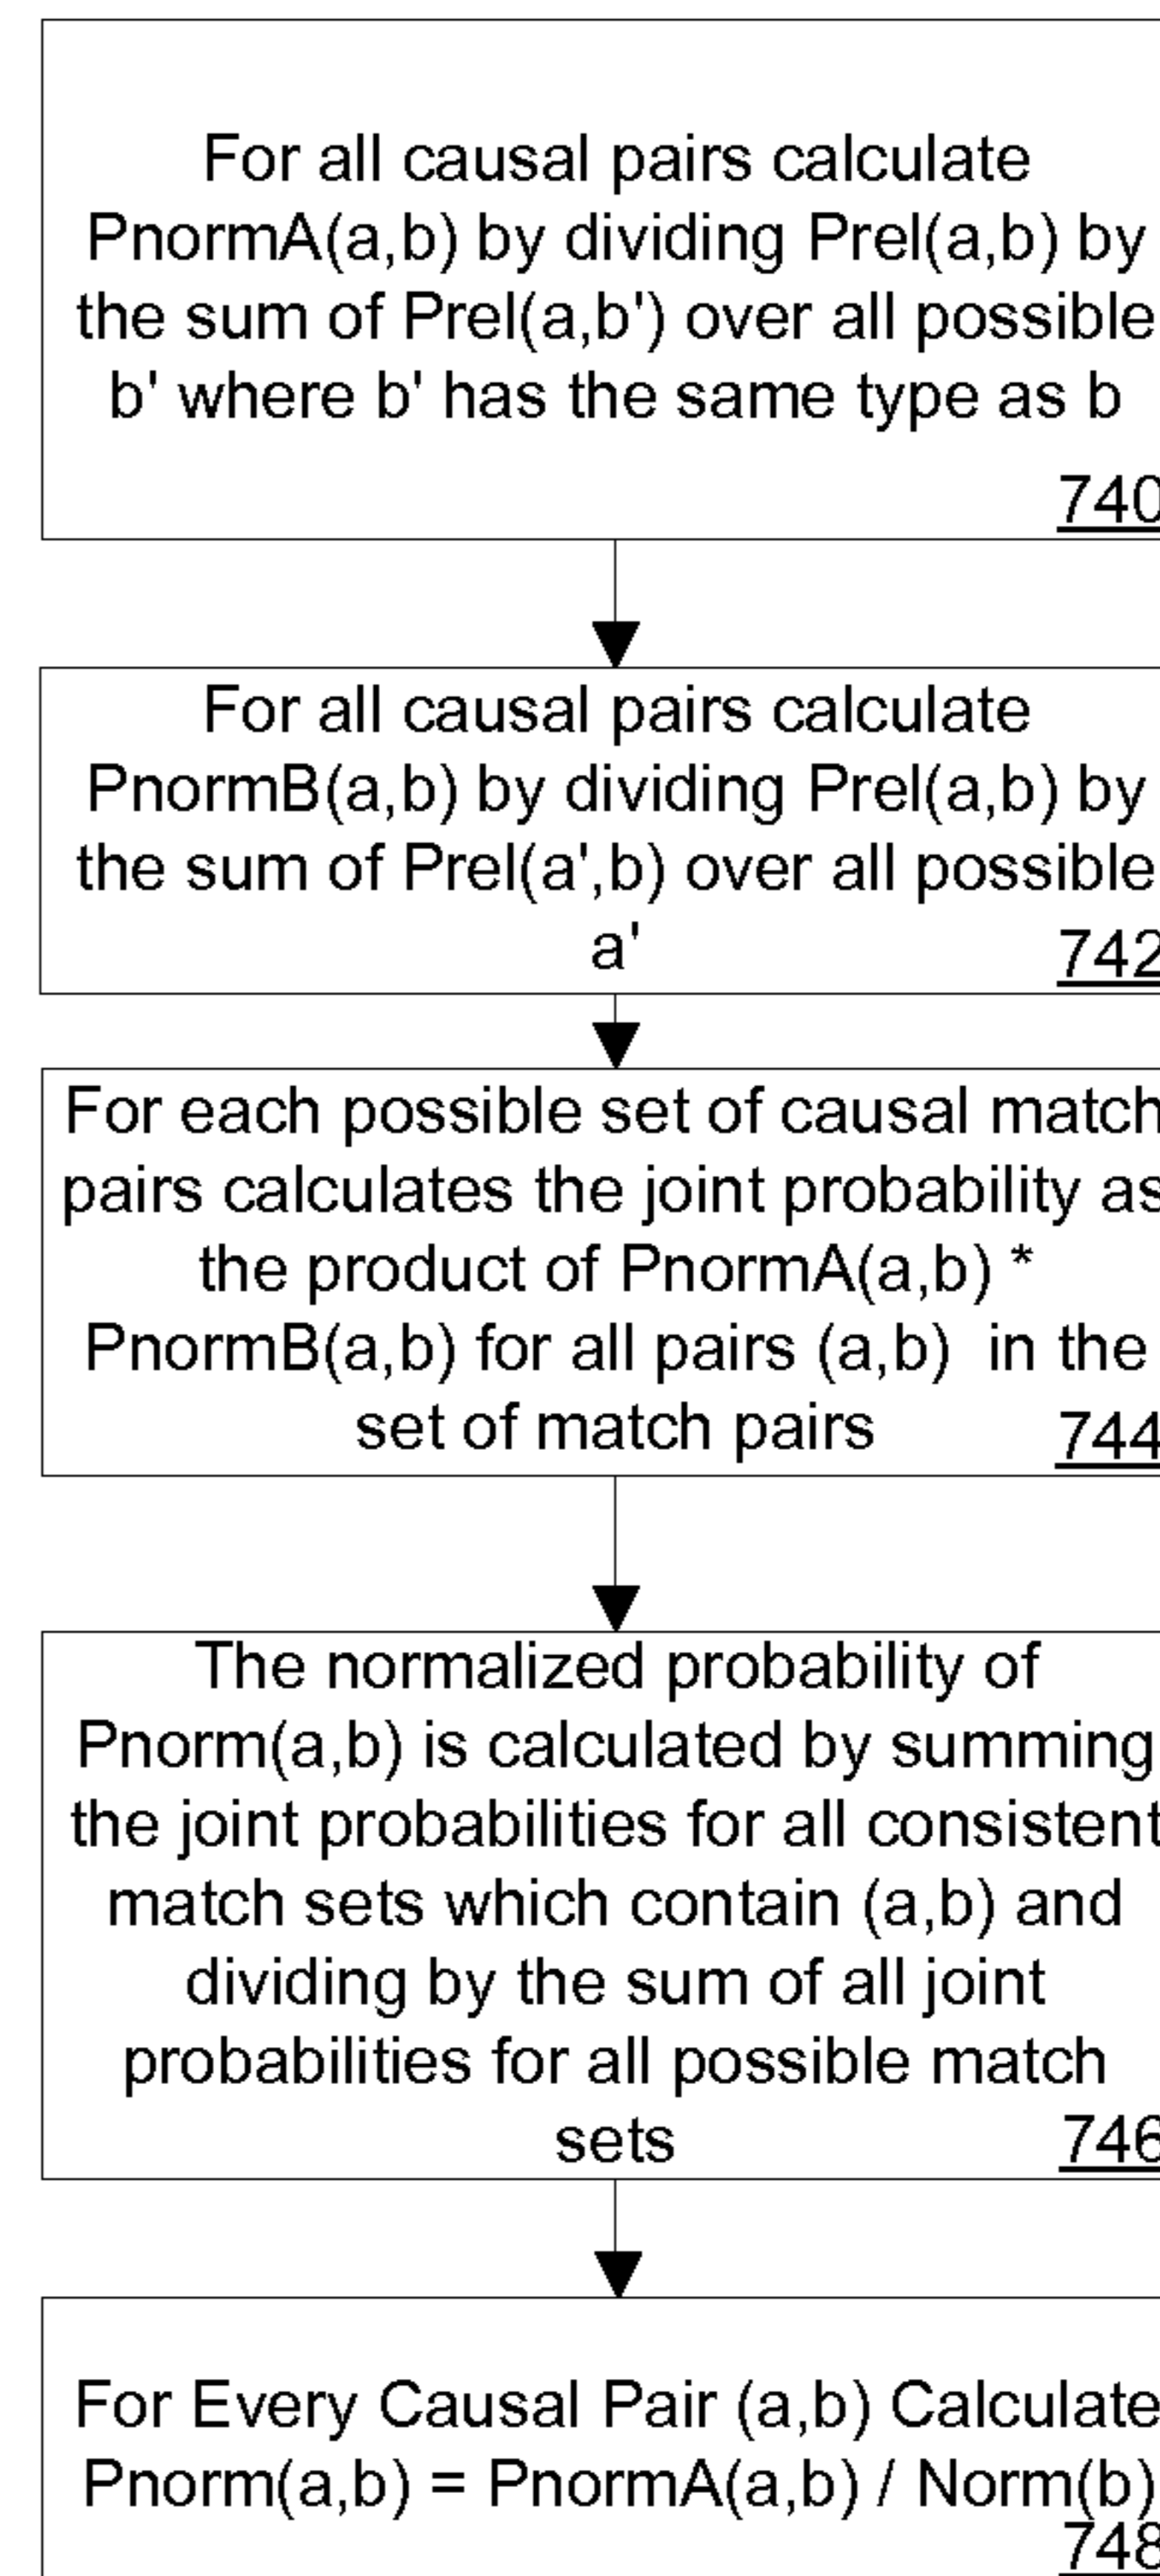 For all causal pairs calculate
PnormA(a,b) by dividing Prel(a,b) by
the sum of Prel(a,b') over all possible
b' where b' has the same type as b
740
For all causal pairs calculate
PnormB(a,b) by dividing Prel(a,b) by
the sum of Prel(a',b) over all possible
a'
742
For each possible set of causal match
pairs calculates the joint probability as
the product of PnormA(a,b) *
PnormB(a,b) for all pairs (a,b) in the
set of match pairs
744
The normalized probability of
Pnorm(a,b) is calculated by summing
the joint probabilities for all consistent
match sets which contain (a,b) and
dividing by the sum of all joint
probabilities for all possible match
sets
746
For Every Causal Pair (a,b) Calculate
Pnorm(a,b) = PnormA(a,b) / Norm(b)
748